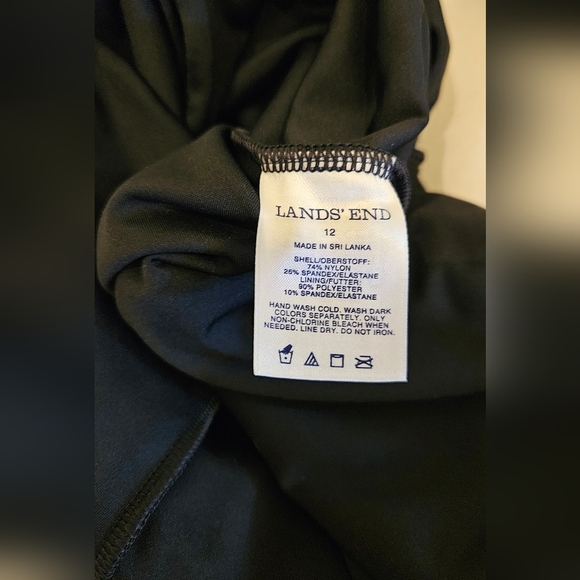 LANDS' END
12
MADE IN SRI LANKA
SHELL/OBERSTOFF:
74% NYLON
26% SPANDEX/ELASTANE
LINING/FUTTER:
90% POLYESTER
10% SPANDEX/ELASTANE
HAND WASH COLD. WASH DARK
COLORS SEPARATELY. ONLY
NON-CHLORINE BLEACH WHEN
NEEDED. LINE DRY. DO NOT IRON.